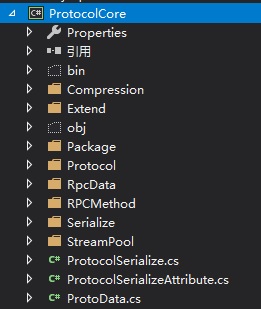 ProtocolCore
Properties
引用
bin
Compression
Extend
obj
Package
Protocol
RpcData
RPCMethod
Serialize
StreamPool
C# ProtocolSerialize.cs
C# ProtocolSerializeAttribute.cs
C# ProtoData.cs